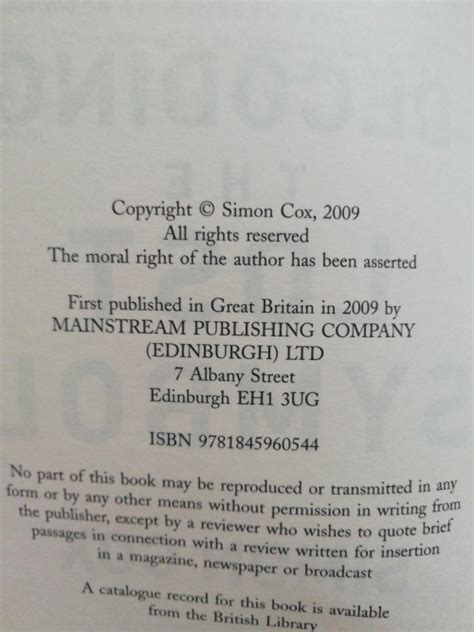 DECODING
THE
LOST
SYMBOL
Copyright © Simon Cox, 2009
All rights reserved
The moral right of the author has been asserted
First published in Great Britain in 2009 by
MAINSTREAM PUBLISHING COMPANY
(EDINBURGH) LTD
7 Albany Street
Edinburgh EH1 3UG
ISBN 9781845960544
No part of this book may be reproduced or transmitted in any
form or by any other means without permission in writing from
the publisher, except by a reviewer who wishes to quote brief
passages in connection with a review written for insertion
in a magazine, newspaper or broadcast
A catalogue record for this book is available
from the British Library